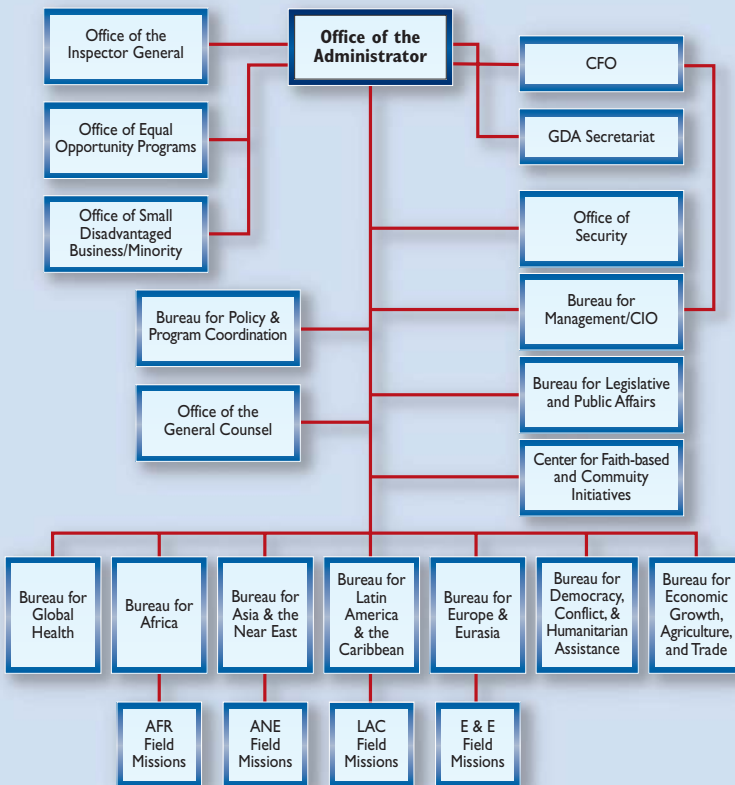 Office of the
Administrator
Office of the
Inspector General
CFO
Office of Equal
Opportunity Programs
GDA Secretariat
Office of Small
Disadvantaged
Business/Minority
Office of
Security
Bureau for Policy &
Program Coordination
Bureau for
Management/CIO
Office of the
General Counsel
Bureau for Legislative
and Public Affairs
Center for Faith-based
and Commuity
Initiatives
Bureau for
Global
Health
Bureau for
Africa
Bureau for
Asia & the
Near East
Bureau for
Latin
America
& the
Caribbean
Bureau for
Europe &
Eurasia
Bureau for
Democracy,
Conflict, &
Humanitarian
Assistance
Bureau for
Economic
Growth,
Agriculture,
and Trade
AFR
Field
Missions
ANE
Field
Missions
LAC
Field
Missions
E & E
Field
Missions